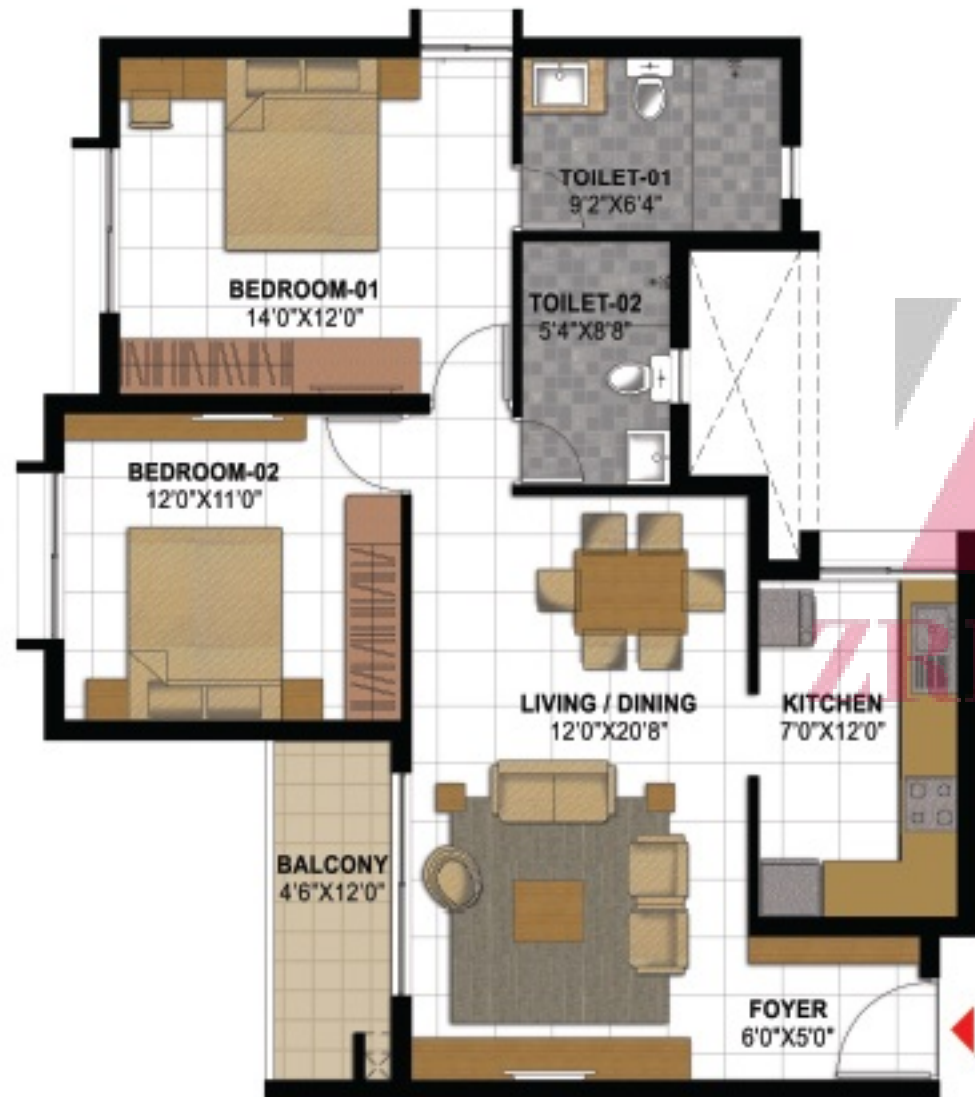 TOILET-01
9'2"X6'4"
BEDROOM-01
14'0"X12'0"
TOILET-02
5'4"X8'8"
BEDROOM-02
12'0"X11'0"
LIVING / DINING
12'0"X20'8"
KITCHEN
7'0"X12'0"
BALCONY
4'6"X12'0"
FOYER
6'0"X5'0"